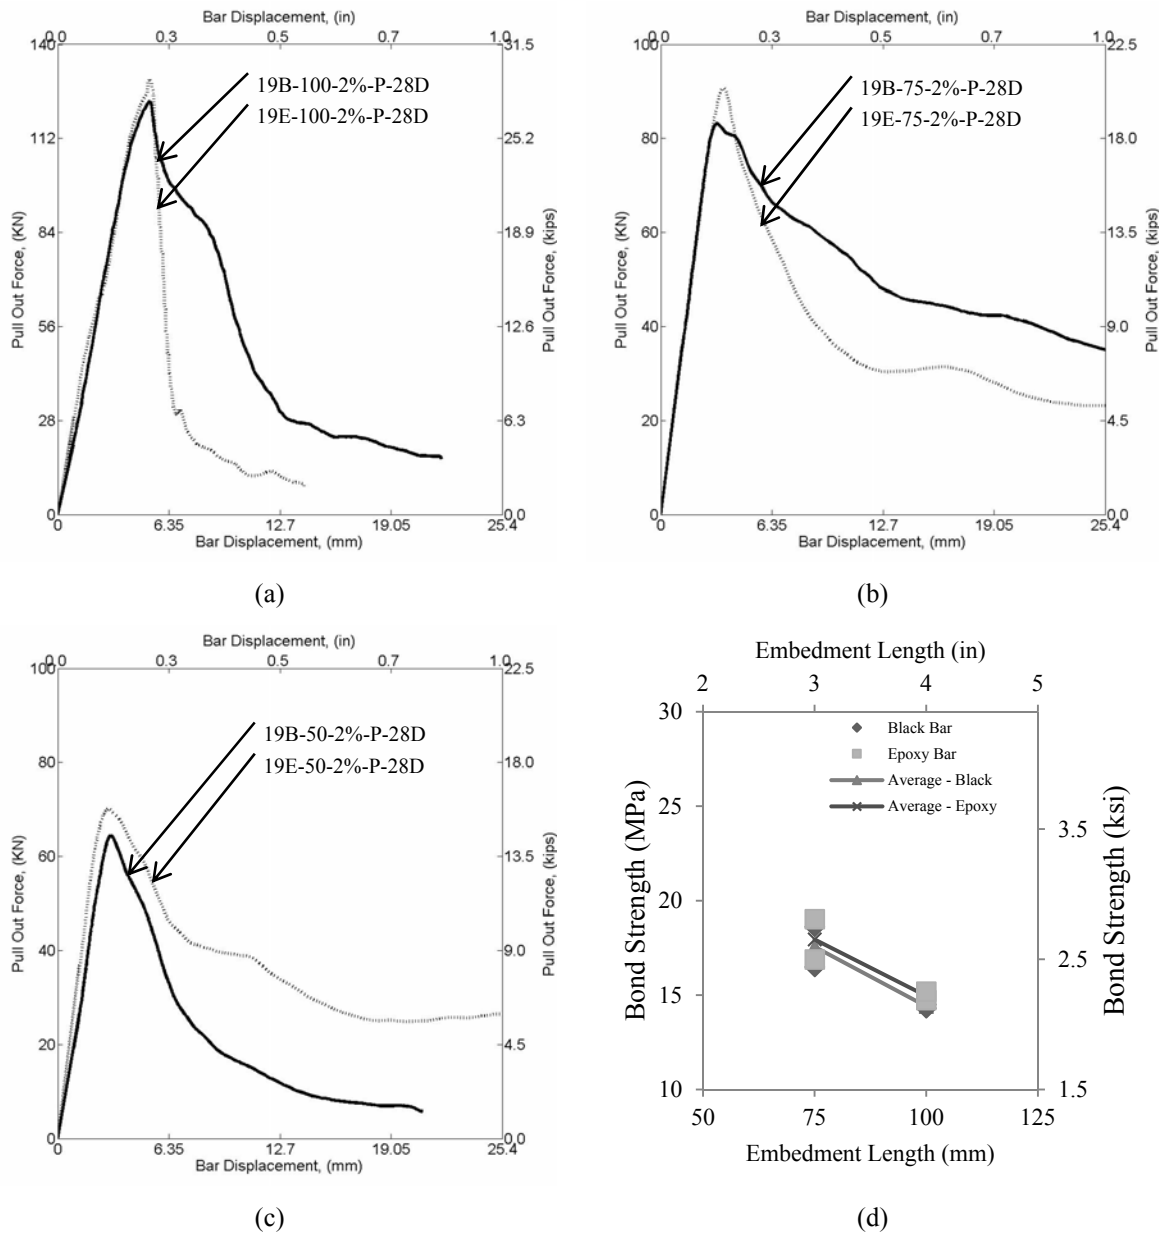 Bar Displacement, (in)
0.0 0.3 0.5 0.7 1.0
140 31.5
19B-100-2%-P-28D
19E-100-2%-P-28D
112 25.2
84 18.9
56 12.6
28 6.3
0 0.0
Pull Out Force, (KN)
Pull Out Force, (kips)
0 6.35 12.7 19.05 25.4
Bar Displacement, (mm)
(a)
Bar Displacement, (in)
0.0 0.3 0.5 0.7 1.0
100 22.5
19B-75-2%-P-28D
19E-75-2%-P-28D
80 18.0
60 13.5
40 9.0
20 4.5
0 0.0
Pull Out Force, (KN)
Pull Out Force, (kips)
0 6.35 12.7 19.05 25.4
Bar Displacement, (mm)
(b)
Bar Displacement, (in)
0.0 0.3 0.5 0.7 1.0
100 22.5
19B-50-2%-P-28D
19E-50-2%-P-28D
80 18.0
60 13.5
40 9.0
20 4.5
0 0.0
Pull Out Force, (KN)
Pull Out Force, (kips)
0 6.35 12.7 19.05 25.4
Bar Displacement, (mm)
(c)
Embedment Length (in)
2 3 4 5
30
Black Bar
Epoxy Bar
Average - Black
Average - Epoxy
25 3.5
20
2.5
15
10 1.5
Bond Strength (MPa)
Bond Strength (ksi)
50 75 100 125
Embedment Length (mm)
(d)